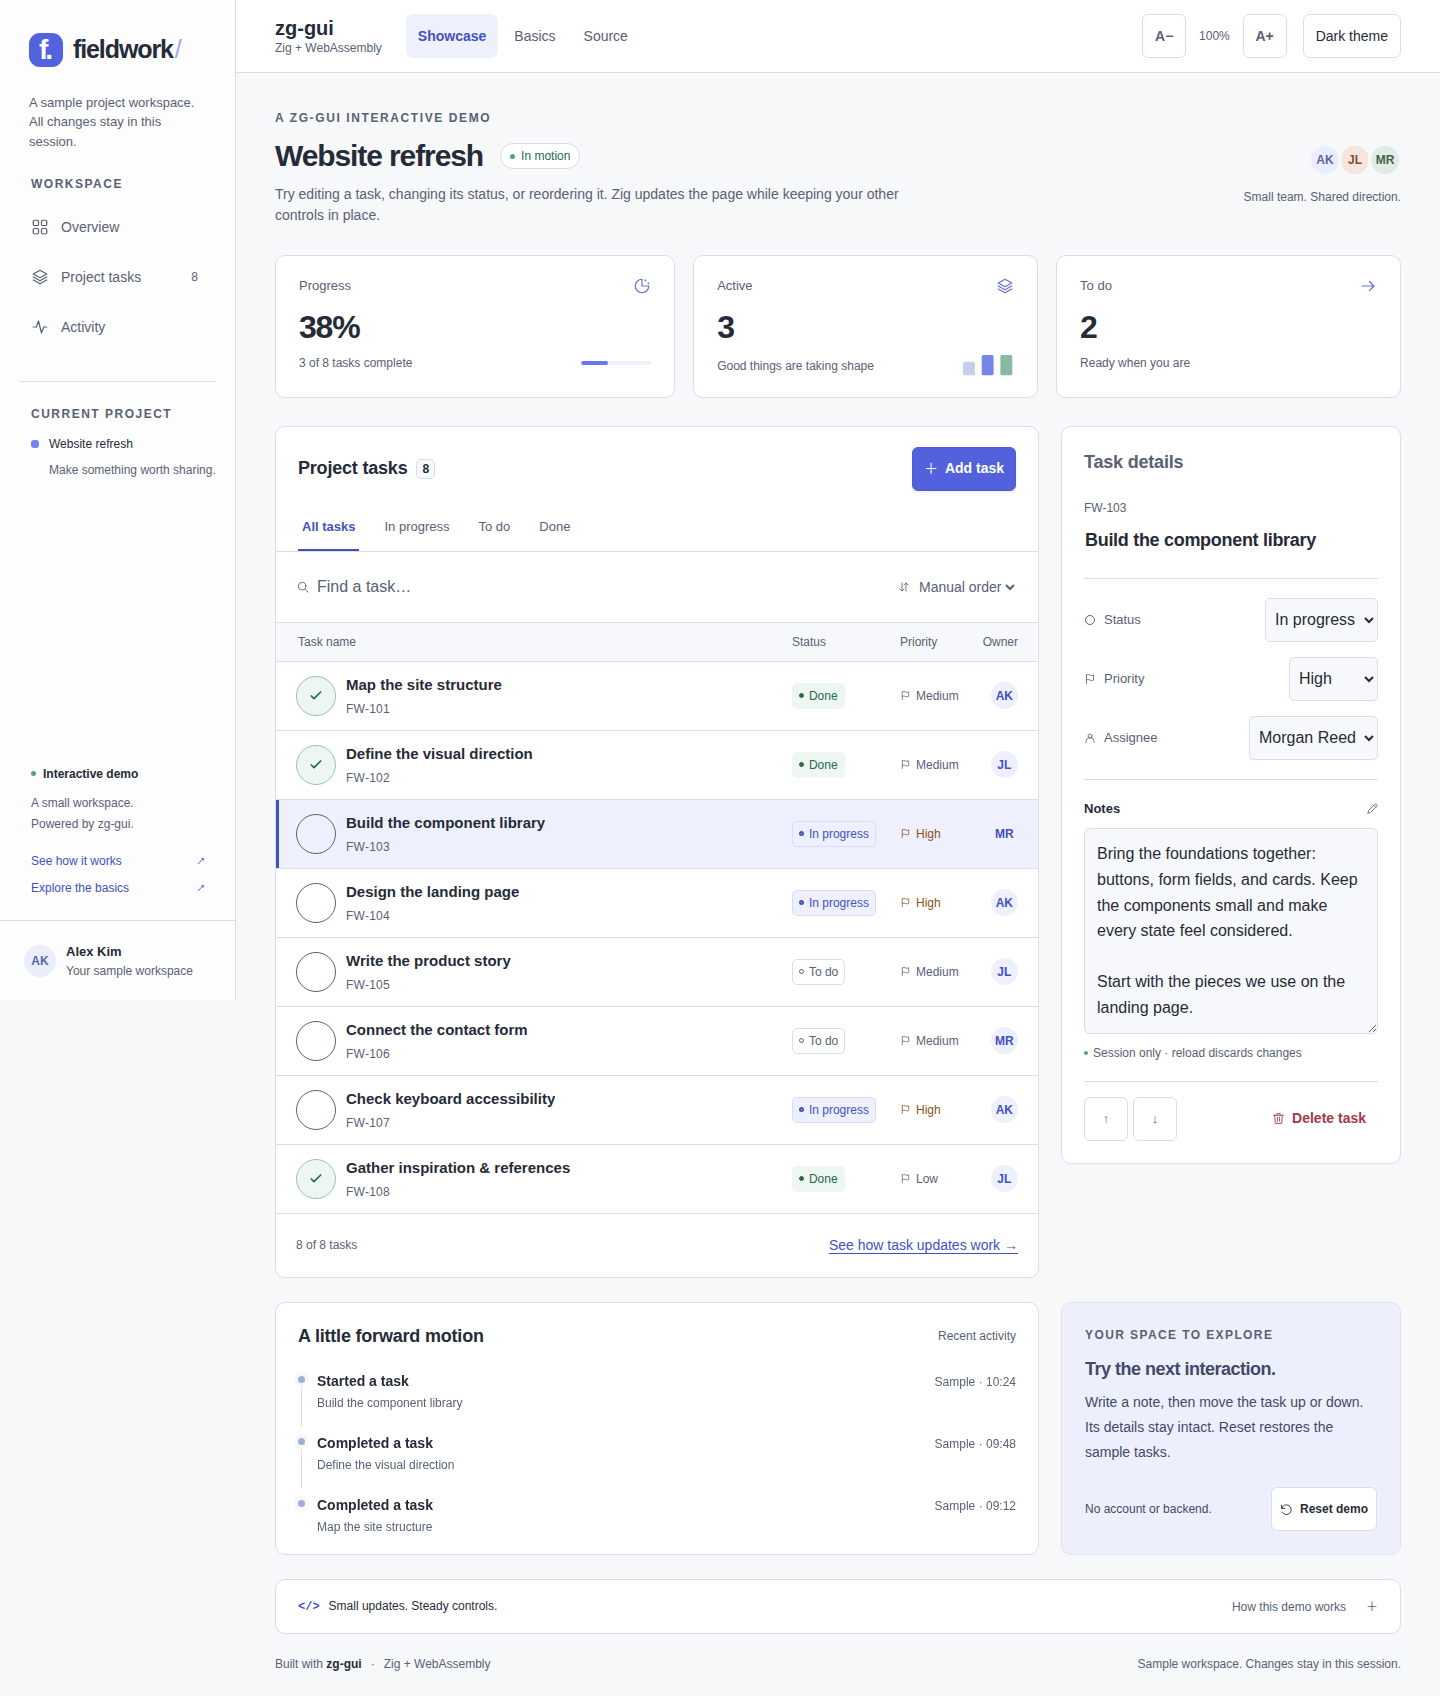 f. fieldwork/
A sample project workspace.
All changes stay in this
session.
WORKSPACE
Overview
Project tasks 8
Activity
CURRENT PROJECT
Website refresh
Make something worth sharing.
Interactive demo
A small workspace.
Powered by zg-gui.
See how it works ↗
Explore the basics ↗
AK Alex Kim
Your sample workspace
zg-gui
Zig + WebAssembly
Showcase Basics Source
A− 100% A+ Dark theme
A ZG-GUI INTERACTIVE DEMO
Website refresh In motion
Try editing a task, changing its status, or reordering it. Zig updates the page while keeping your other
controls in place.
AK JL MR
Small team. Shared direction.
Progress
38%
3 of 8 tasks complete
Active
3
Good things are taking shape
To do
2
Ready when you are
Project tasks 8
Add task
All tasks In progress To do Done
Find a task… Manual order
Task name Status Priority Owner
Map the site structure
FW-101
Done Medium AK
Define the visual direction
FW-102
Done Medium JL
Build the component library
FW-103
In progress High MR
Design the landing page
FW-104
In progress High AK
Write the product story
FW-105
To do Medium JL
Connect the contact form
FW-106
To do Medium MR
Check keyboard accessibility
FW-107
In progress High AK
Gather inspiration & references
FW-108
Done Low JL
8 of 8 tasks See how task updates work →
Task details
FW-103
Build the component library
Status In progress
Priority High
Assignee Morgan Reed
Notes
Bring the foundations together:
buttons, form fields, and cards. Keep
the components small and make
every state feel considered.
Start with the pieces we use on the
landing page.
Session only · reload discards changes
↑ ↓ Delete task
A little forward motion Recent activity
Started a task Sample · 10:24
Build the component library
Completed a task Sample · 09:48
Define the visual direction
Completed a task Sample · 09:12
Map the site structure
YOUR SPACE TO EXPLORE
Try the next interaction.
Write a note, then move the task up or down.
Its details stay intact. Reset restores the
sample tasks.
No account or backend. Reset demo
</> Small updates. Steady controls. How this demo works +
Built with zg-gui · Zig + WebAssembly Sample workspace. Changes stay in this session.